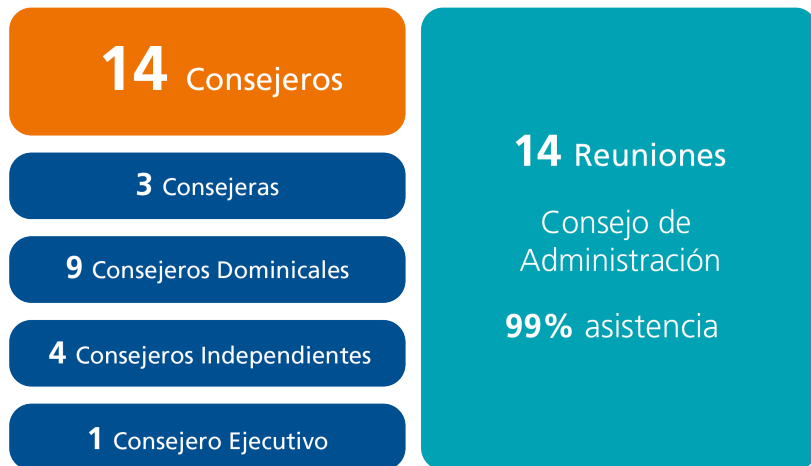 14 Consejeros
3 Consejeras
9 Consejeros Dominicales
4 Consejeros Independientes
1 Consejero Ejecutivo
14 Reuniones
Consejo de
Administración
99% asistencia